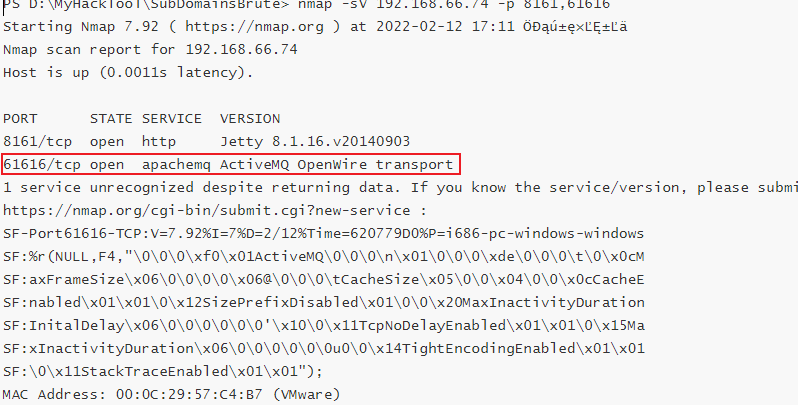 PS D:\MyHackTooT\SubDomainsBrute> nmap -sV 192.168.66.74 -p 8161,61616
Starting Nmap 7.92 ( https://nmap.org ) at 2022-02-12 17:11 ÖÐ¹ú±ê×¼Ê±¼ä
Nmap scan report for 192.168.66.74
Host is up (0.0011s latency).
PORT      STATE SERVICE  VERSION
8161/tcp  open  http     Jetty 8.1.16.v20140903
61616/tcp open  apachemq ActiveMQ OpenWire transport
1 service unrecognized despite returning data. If you know the service/version, please submi
https://nmap.org/cgi-bin/submit.cgi?new-service :
SF-Port61616-TCP:V=7.92%I=7%D=2/12%Time=620779D0%P=i686-pc-windows-windows
SF:%r(NULL,F4,"\0\0\0\xf0\x01ActiveMQ\0\0\0\n\x01\0\0\0\xde\0\0\0\t\0\x0cM
SF:axFrameSize\x06\0\0\0\0\x06@\0\0\0\tCacheSize\x05\0\0\x04\0\0\x0cCacheE
SF:nabled\x01\x01\0\x12SizePrefixDisabled\x01\0\0\x20MaxInactivityDuration
SF:InitalDelay\x06\0\0\0\0\0\0'\x10\0\x11TcpNoDelayEnabled\x01\x01\0\x15Ma
SF:xInactivityDuration\x06\0\0\0\0\0\0u0\0\x14TightEncodingEnabled\x01\x01
SF:\0\x11StackTraceEnabled\x01\x01");
MAC Address: 00:0C:29:57:C4:B7 (VMware)